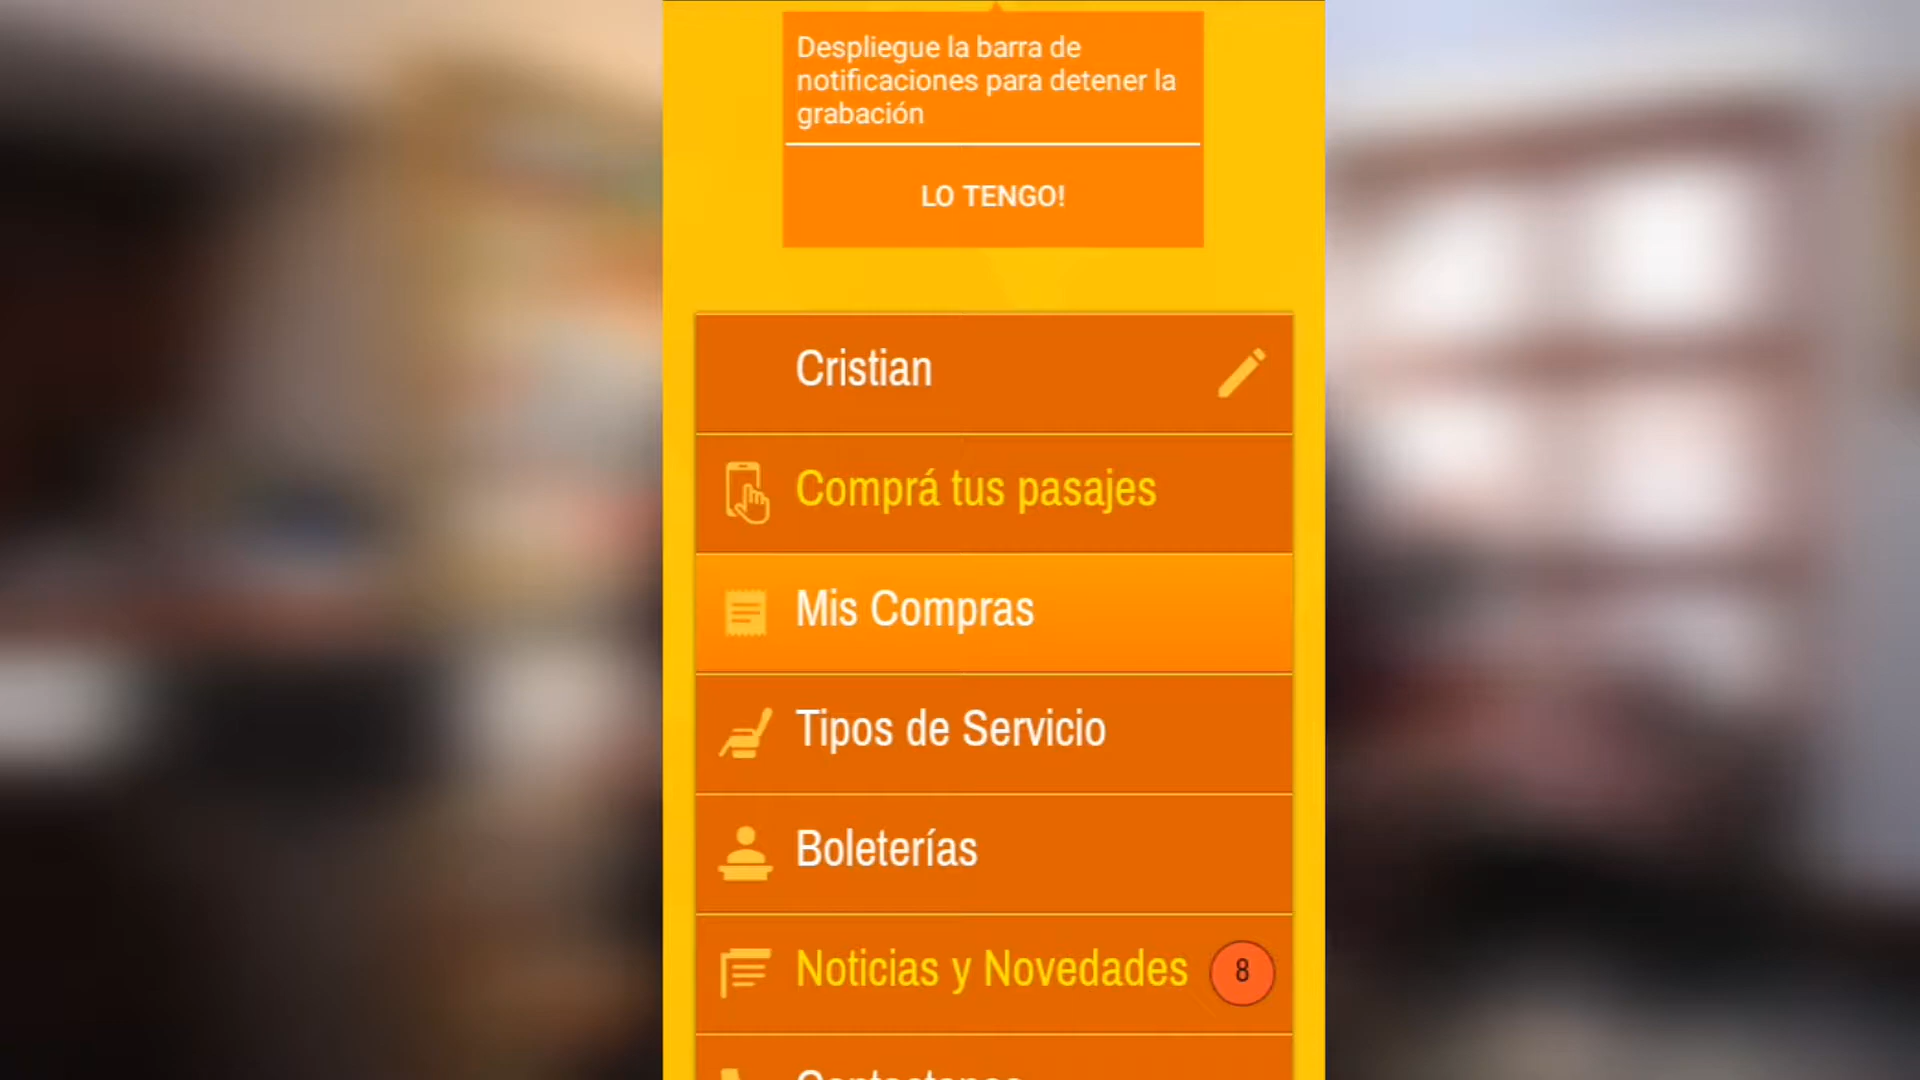 Despliegue la barra de
notificaciones para detener la
grabación
LO TENGO!
Cristian
Comprá tus pasajes
Mis Compras
Tipos de Servicio
Boleterías
Noticias y Novedades 8